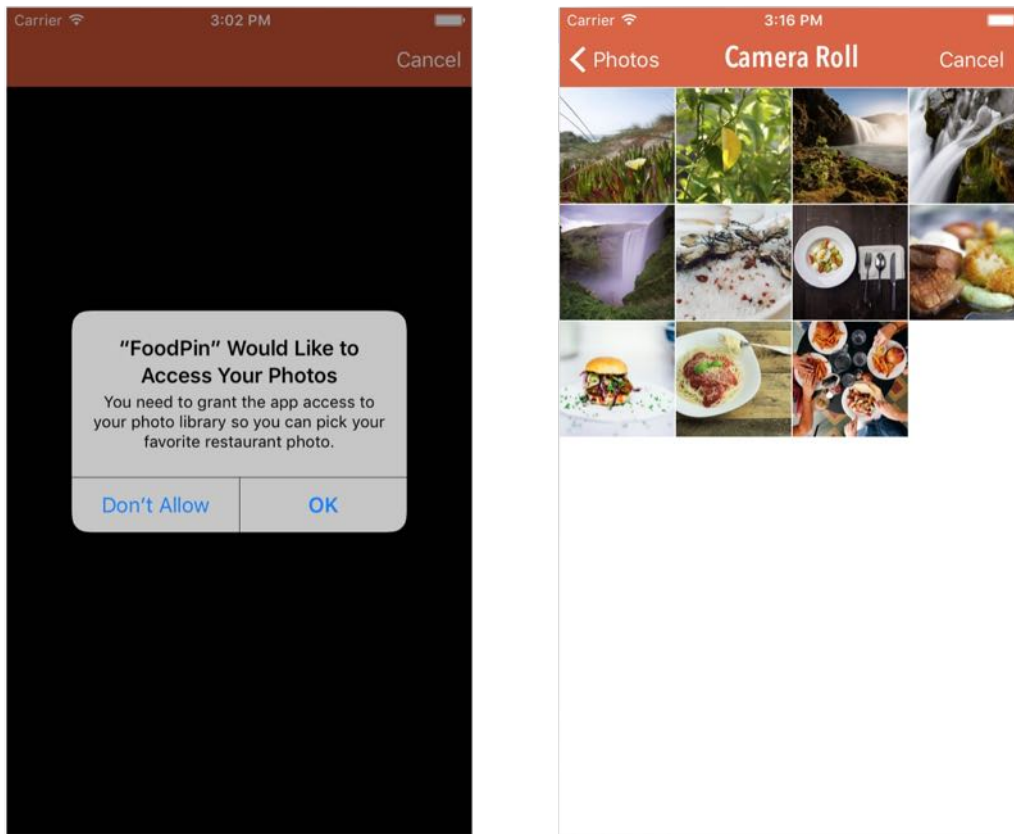 Carrier 3:02 PM
Cancel
“FoodPin” Would Like to
Access Your Photos
You need to grant the app access to
your photo library so you can pick your
favorite restaurant photo.
Don’t Allow OK
Carrier 3:16 PM
Photos Camera Roll Cancel